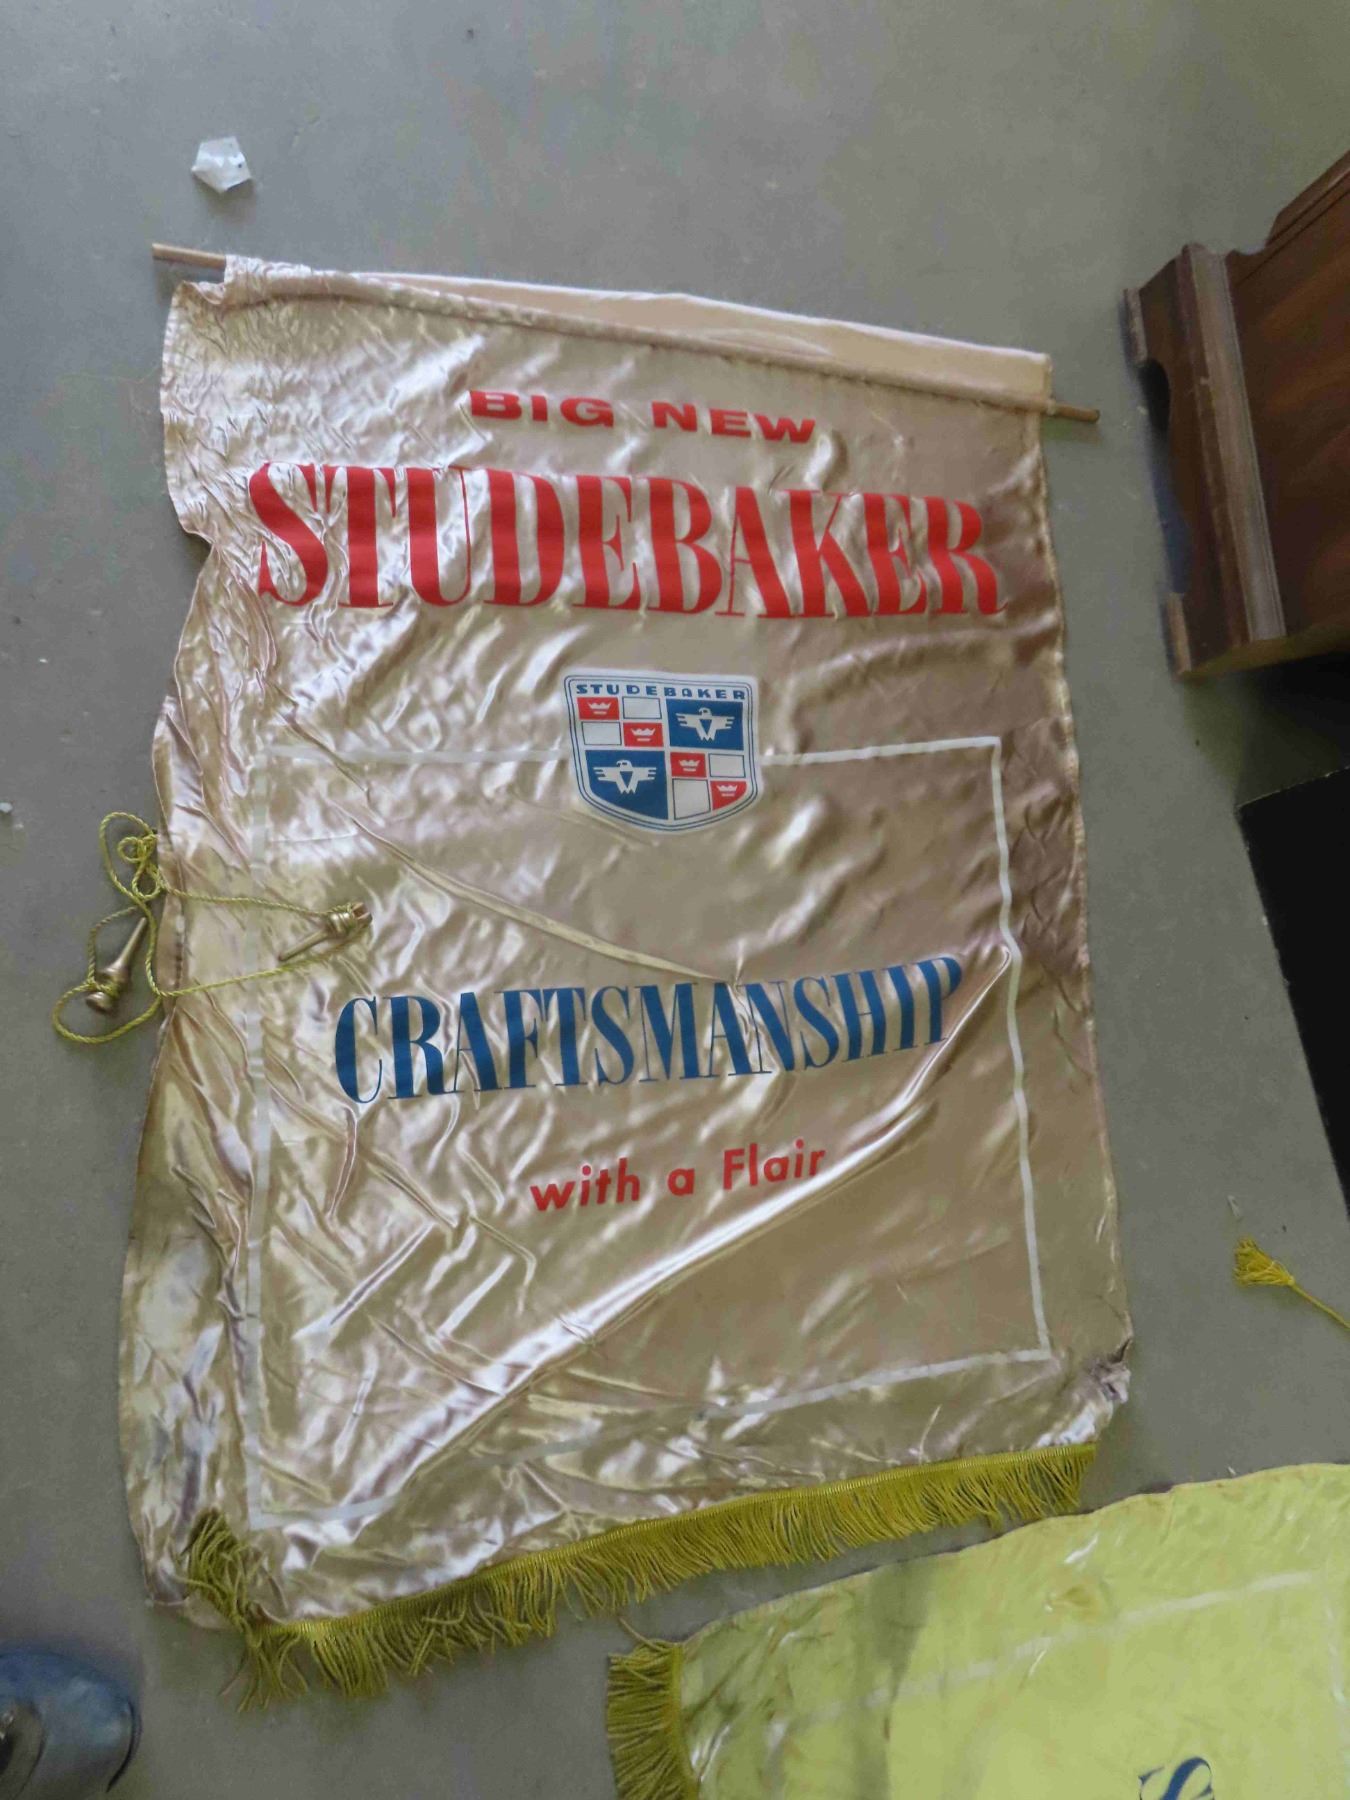 BIG NEW
STUDEBAKER
STUDEBAKER
CRAFTSMANSHIP
with a Flair
S